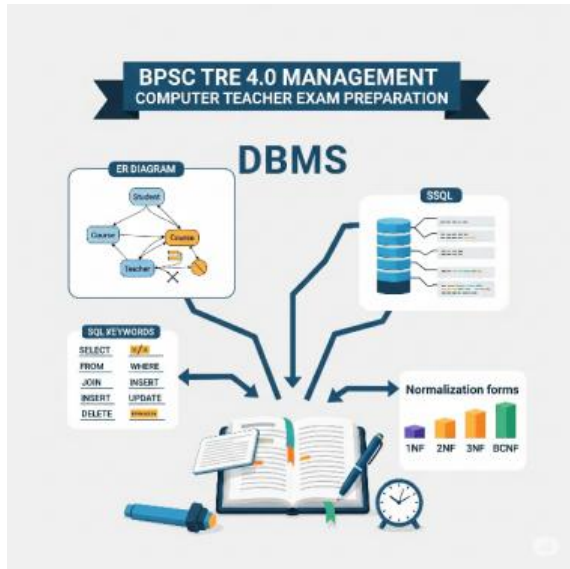 BPSC TRE 4.0 MANAGEMENT
COMPUTER TEACHER EXAM PREPARATION
DBMS
ER DIAGRAM
Student
Course
Course
Teacher
SSQL
SQL KEYWORDS
SELECT
FROM WHERE
JOIN INSERT
INSERT UPDATE
DELETE
Normalization forms
1NF 2NF 3NF BCNF